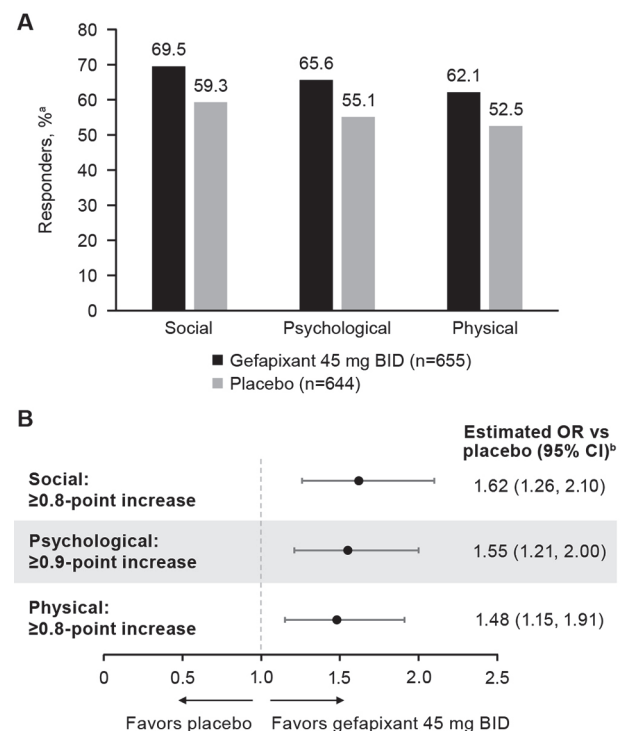 A
80
70
60
50
40
30
20
10
0
Responders, %ᵃ
69.5
59.3
65.6
55.1
62.1
52.5
Social Psychological Physical
Gefapixant 45 mg BID (n=655)
Placebo (n=644)
B
Estimated OR vs
placebo (95% CI)ᵇ
Social:
≥0.8-point increase
1.62 (1.26, 2.10)
Psychological:
≥0.9-point increase
1.55 (1.21, 2.00)
Physical:
≥0.8-point increase
1.48 (1.15, 1.91)
0 0.5 1.0 1.5 2.0 2.5
Favors placebo Favors gefapixant 45 mg BID